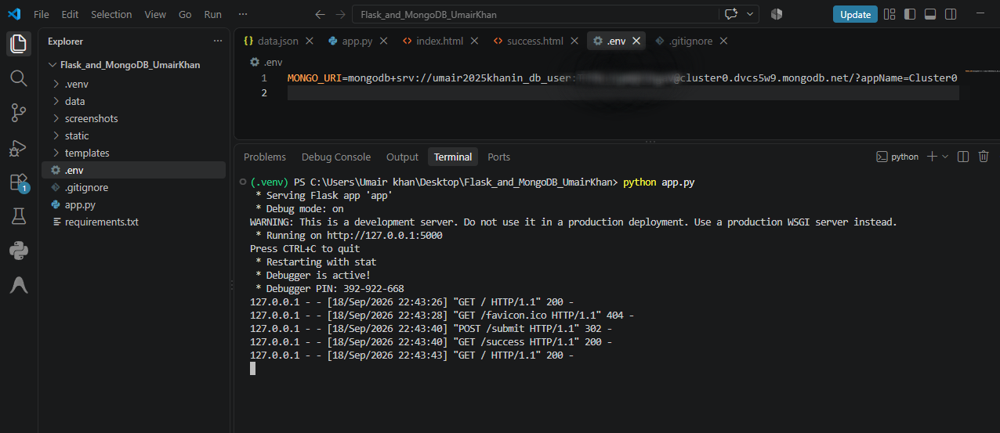 File Edit Selection View Go Run ···
Flask_and_MongoDB_UmairKhan
Update
Explorer
Flask_and_MongoDB_UmairKhan
.venv
data
screenshots
static
templates
.env
.gitignore
app.py
requirements.txt
1
{} data.json app.py <> index.html <> success.html .env .gitignore
.env
1 MONGO_URI=mongodb+srv://umair2025khanin_db_user: @cluster0.dvcs5w9.mongodb.net/?appName=Cluster0
2
Problems Debug Console Output Terminal Ports
python
(.venv) PS C:\Users\Umair khan\Desktop\Flask_and_MongoDB_UmairKhan> python app.py
* Serving Flask app 'app'
* Debug mode: on
WARNING: This is a development server. Do not use it in a production deployment. Use a production WSGI server instead.
* Running on http://127.0.0.1:5000
Press CTRL+C to quit
* Restarting with stat
* Debugger is active!
* Debugger PIN: 392-922-668
127.0.0.1 - - [18/Sep/2026 22:43:26] "GET / HTTP/1.1" 200 -
127.0.0.1 - - [18/Sep/2026 22:43:28] "GET /favicon.ico HTTP/1.1" 404 -
127.0.0.1 - - [18/Sep/2026 22:43:40] "POST /submit HTTP/1.1" 302 -
127.0.0.1 - - [18/Sep/2026 22:43:40] "GET /success HTTP/1.1" 200 -
127.0.0.1 - - [18/Sep/2026 22:43:43] "GET / HTTP/1.1" 200 -